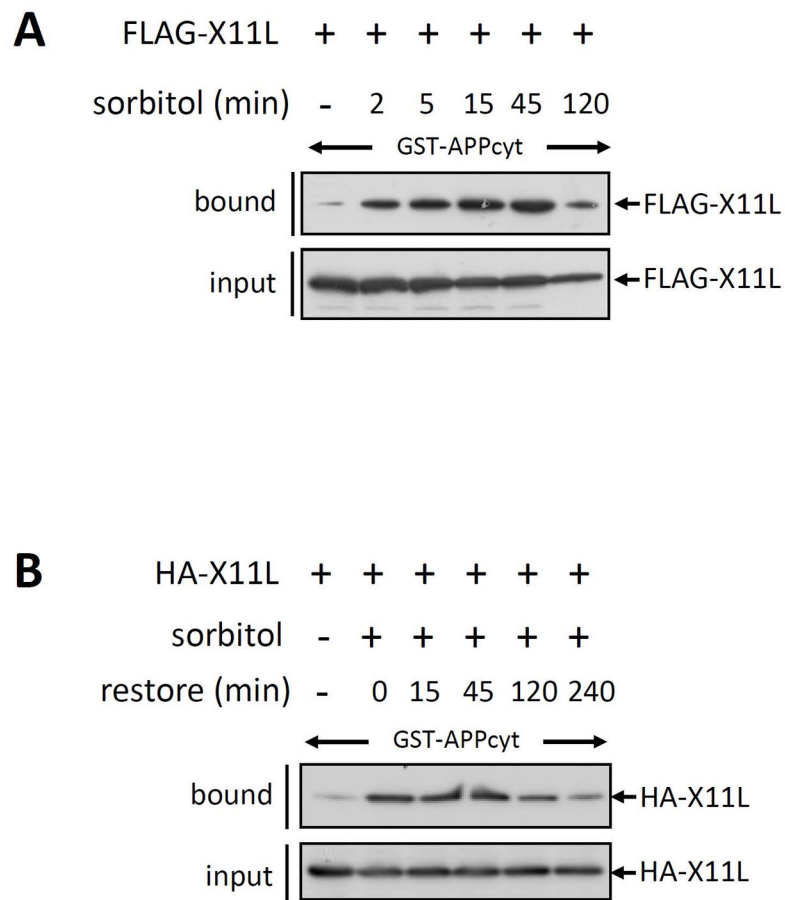 A
FLAG-X11L + + + + + +
sorbitol (min) - 2 5 15 45 120
GST-APPcyt
bound FLAG-X11L
input FLAG-X11L
B
HA-X11L + + + + + +
sorbitol - + + + + +
restore (min) - 0 15 45 120 240
GST-APPcyt
bound HA-X11L
input HA-X11L